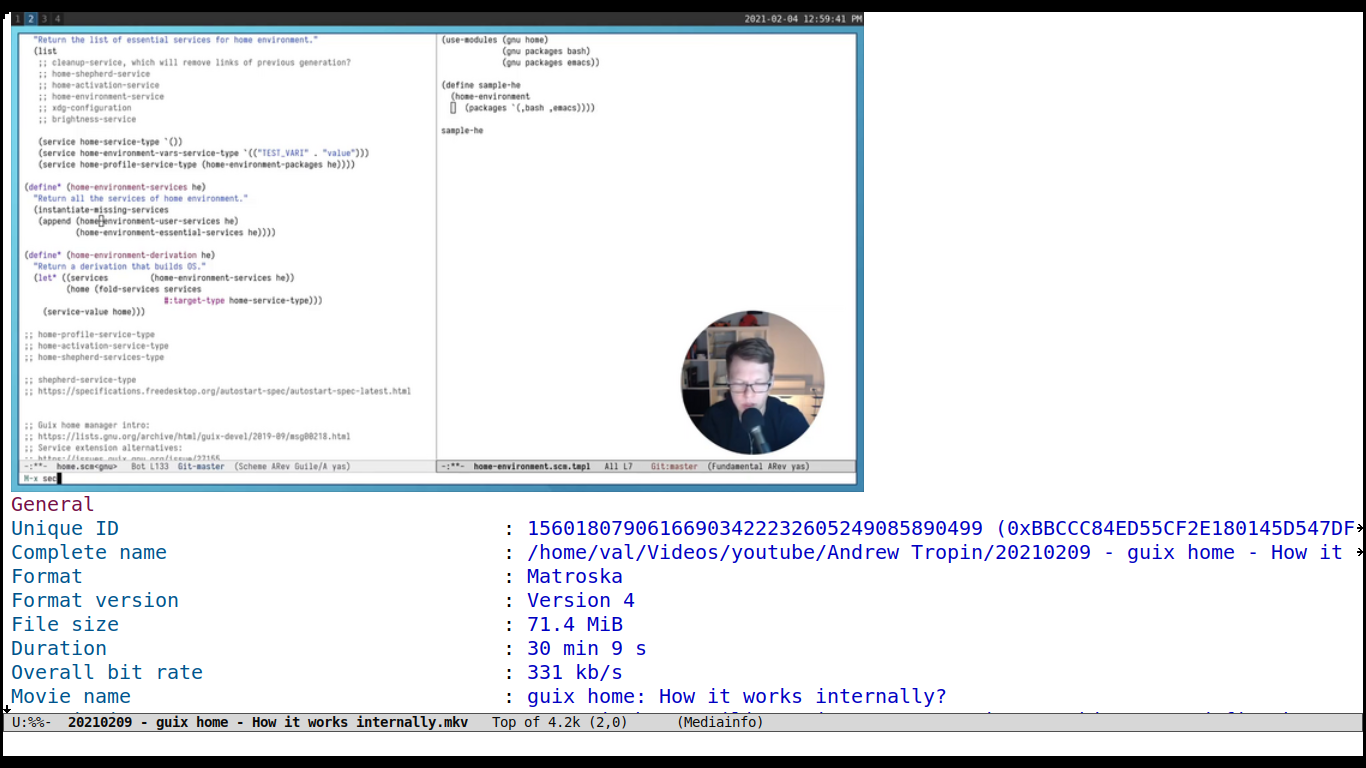 1 2 3 4
2021-02-04 12:59:41 PM
"Return the list of essential services for home environment."
(list
;; cleanup-service, which will remove links of previous generation?
;; home-shepherd-service
;; home-activation-service
;; home-environment-service
;; xdg-configuration
;; brightness-service
(service home-service-type `())
(service home-environment-vars-service-type `(("TEST_VARI" . "value")))
(service home-profile-service-type (home-environment-packages he))))
(define* (home-environment-services he)
"Return all the services of home environment."
(instantiate-missing-services
(append (home-environment-user-services he)
(home-environment-essential-services he))))
(define* (home-environment-derivation he)
"Return a derivation that builds OS."
(let* ((services (home-environment-services he))
(home (fold-services services
#:target-type home-service-type)))
(service-value home)))
;; home-profile-service-type
;; home-activation-service-type
;; home-shepherd-services-type
;; shepherd-service-type
;; https://specifications.freedesktop.org/autostart-spec/autostart-spec-latest.html
;; Guix home manager intro:
;; https://lists.gnu.org/archive/html/guix-devel/2019-09/msg00218.html
;; Service extension alternatives:
;; https://issues.guix.gnu.org/issue/27155
-:**- home.scm<gnu> Bot L133 Git-master (Scheme ARev Guile/A yas)
M-x sec
(use-modules (gnu home)
(gnu packages bash)
(gnu packages emacs))
(define sample-he
(home-environment
(packages `(,bash ,emacs))))
sample-he
-:**- home-environment.scm.tmpl All L7 Git:master (Fundamental ARev yas)
General
Unique ID : 156018079061669034222326052490858904​99 (0xBBCCC84ED55CF2E180145D547DF
Complete name : /home/val/Videos/youtube/Andrew Tropin/20210209 - guix home - How it
Format : Matroska
Format version : Version 4
File size : 71.4 MiB
Duration : 30 min 9 s
Overall bit rate : 331 kb/s
Movie name : guix home: How it works internally?
U:%%- 20210209 - guix home - How it works internally.mkv Top of 4.2k (2,0) (Mediainfo)